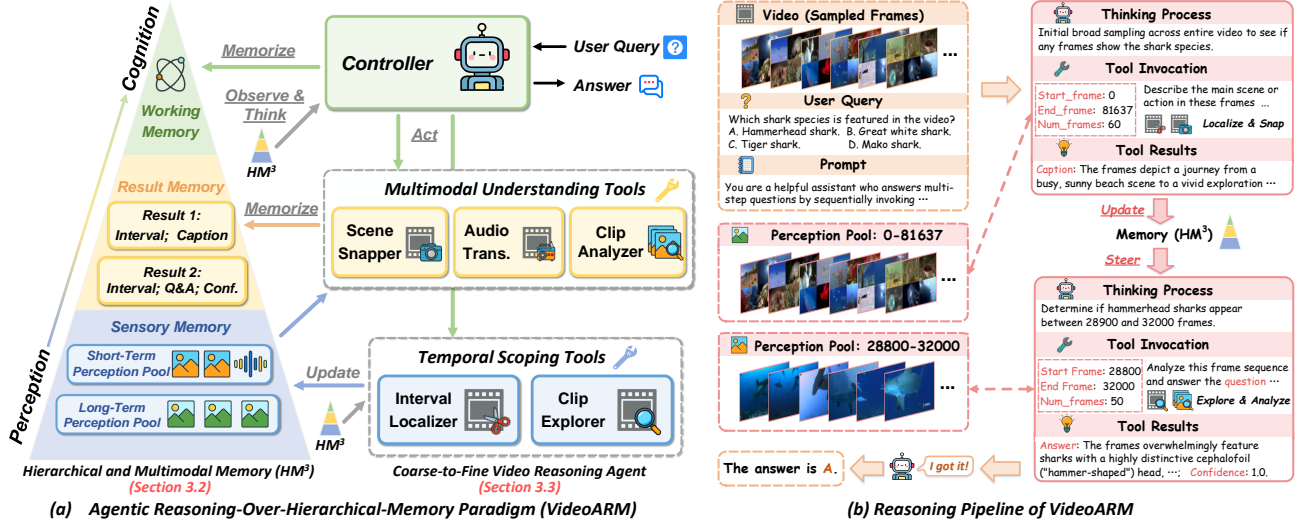 Cognition
Perception
Working
Memory
Result Memory
Result 1:
Interval; Caption
Result 2:
Interval; Q&A; Conf.
Sensory Memory
Short-Term
Perception Pool
Long-Term
Perception Pool
Hierarchical and Multimodal Memory (HM³)
(Section 3.2)
Memorize
Observe &
Think
HM³
Controller
User Query
Answer
Act
Memorize
Multimodal Understanding Tools
Scene
Snapper
Audio
Trans.
Clip
Analyzer
Update
HM³
Temporal Scoping Tools
Interval
Localizer
Clip
Explorer
Coarse-to-Fine Video Reasoning Agent
(Section 3.3)
(a) Agentic Reasoning-Over-Hierarchical-Memory Paradigm (VideoARM)
Video (Sampled Frames)
...
User Query
Which shark species is featured in the video?
A. Hammerhead shark. B. Great white shark.
C. Tiger shark. D. Mako shark.
Prompt
You are a helpful assistant who answers multi-
step questions by sequentially invoking ...
Perception Pool: 0-81637
...
Perception Pool: 28800-32000
...
The answer is A.
I got it!
Thinking Process
Initial broad sampling across entire video to see if
any frames show the shark species.
Tool Invocation
Start_frame: 0
End_frame: 81637
Num_frames: 60
Describe the main scene or
action in these frames ...
Localize & Snap
Tool Results
Caption: The frames depict a journey from a
busy, sunny beach scene to a vivid exploration ...
Update
Memory (HM³)
Steer
Thinking Process
Determine if hammerhead sharks appear
between 28900 and 32000 frames.
Tool Invocation
Start Frame: 28800
End Frame: 32000
Num_frames: 50
Analyze this frame sequence
and answer the question ...
Explore & Analyze
Tool Results
Answer: The frames overwhelmingly feature
sharks with a highly distinctive cephalofoil
("hammer-shaped") head, ...; Confidence: 1.0.
(b) Reasoning Pipeline of VideoARM